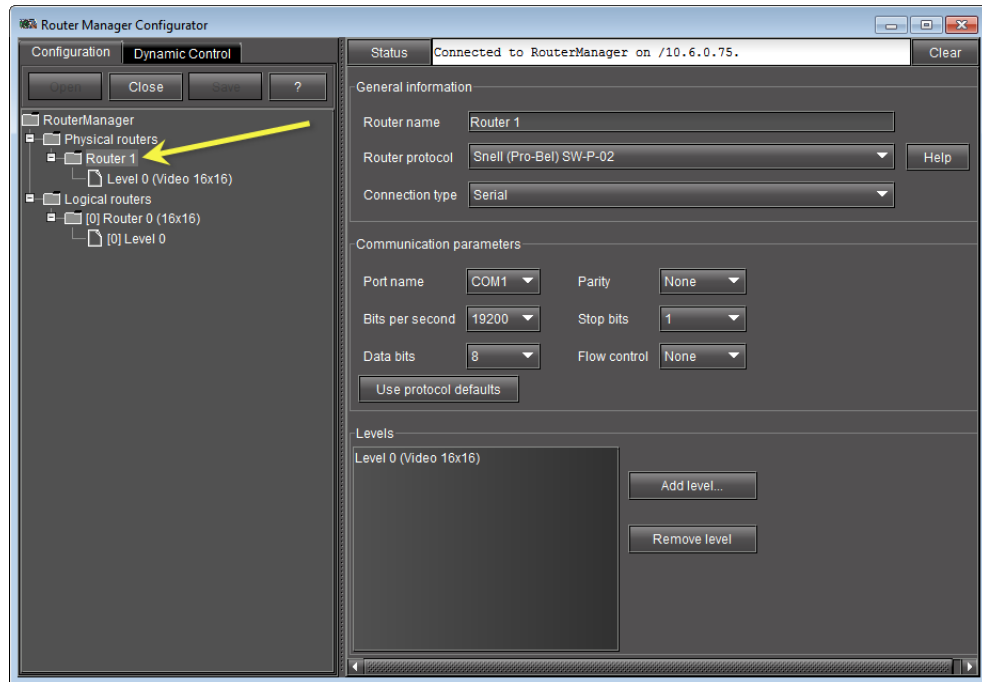 Router Manager Configurator
Configuration Dynamic Control
Open Close Save ?
RouterManager
Physical routers
Router 1
Level 0 (Video 16x16)
Logical routers
[0] Router 0 (16x16)
[0] Level 0
Status Connected to RouterManager on /10.6.0.75. Clear
General information
Router name Router 1
Router protocol Snell (Pro-Bel) SW-P-02 Help
Connection type Serial
Communication parameters
Port name COM1 Parity None
Bits per second 19200 Stop bits 1
Data bits 8 Flow control None
Use protocol defaults
Levels
Level 0 (Video 16x16)
Add level...
Remove level